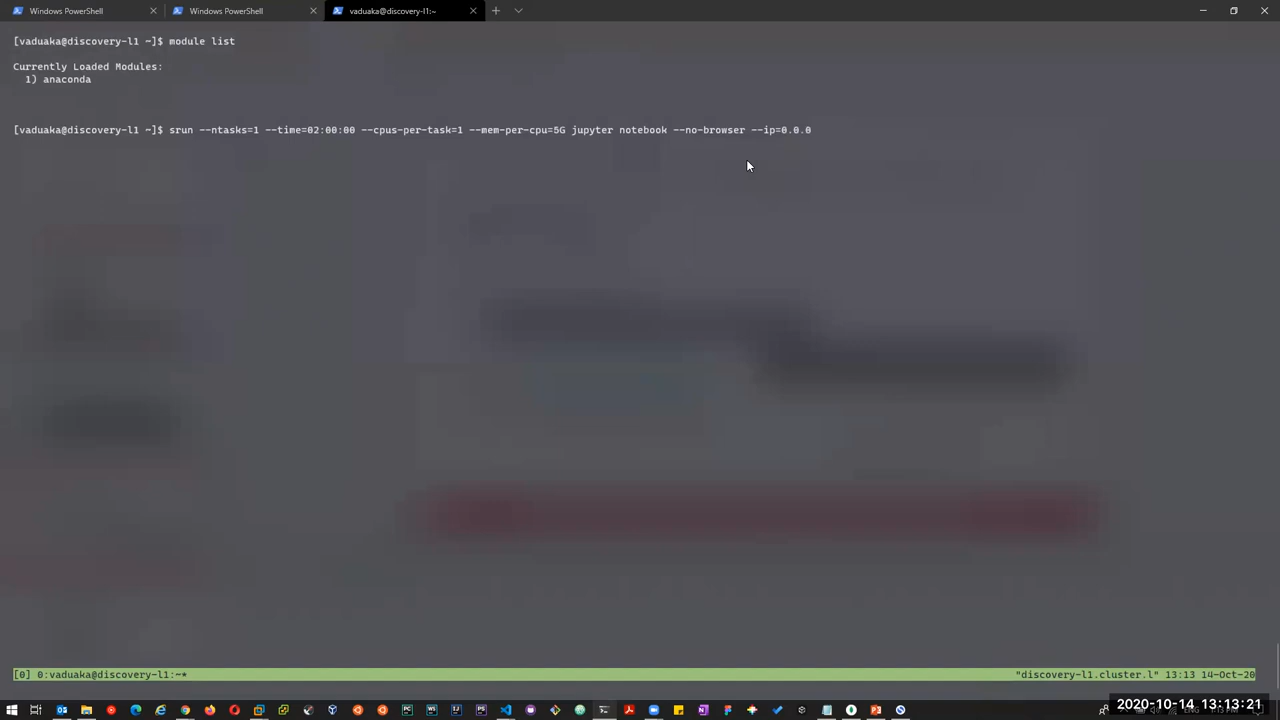 Windows PowerShell
Windows PowerShell
vaduaka@discovery-l1:~
[vaduaka@discovery-l1 ~]$ module list
Currently Loaded Modules:
1) anaconda
[vaduaka@discovery-l1 ~]$ srun --ntasks=1 --time=02:00:00 --cpus-per-task=1 --mem-per-cpu=5G jupyter notebook --no-browser --ip=0.0.0
[0] 0:vaduaka@discovery-l1:~*
"discovery-l1.cluster.l" 13:13 14-Oct-20
2020-10-14 13:13:21